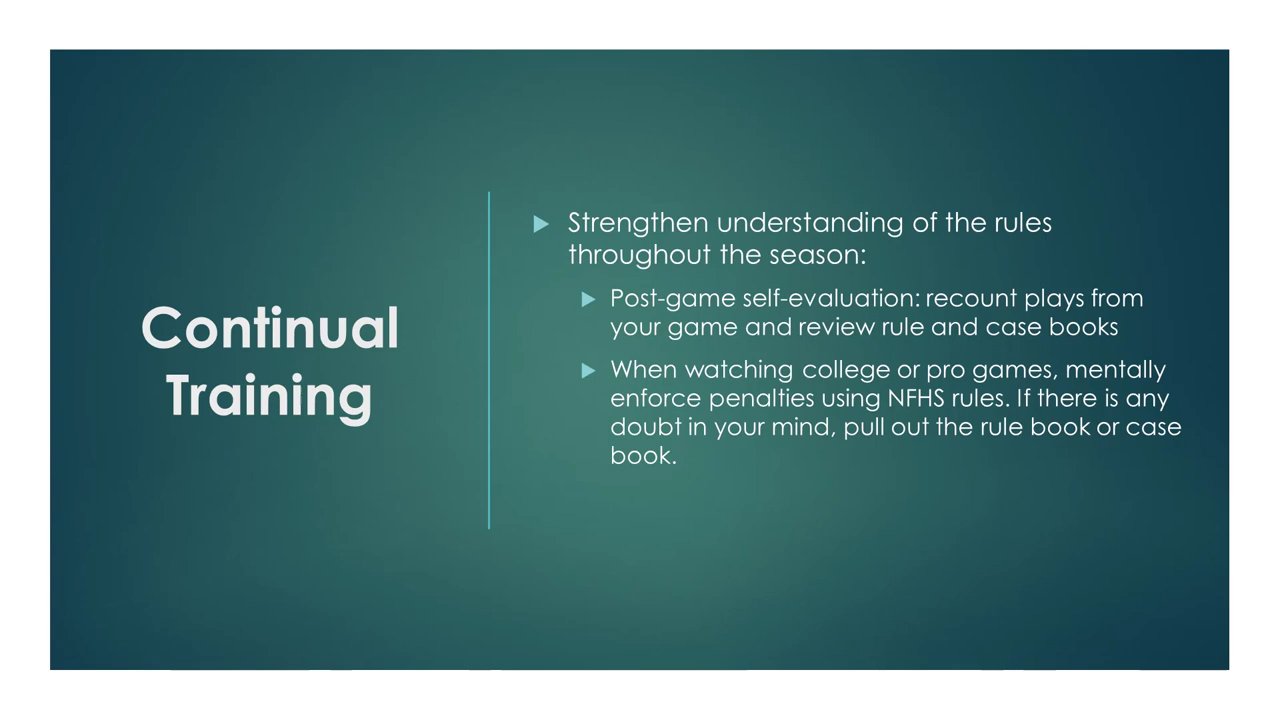 Continual
Training
Strengthen understanding of the rules
throughout the season:
Post-game self-evaluation: recount plays from
your game and review rule and case books
When watching college or pro games, mentally
enforce penalties using NFHS rules. If there is any
doubt in your mind, pull out the rule book or case
book.